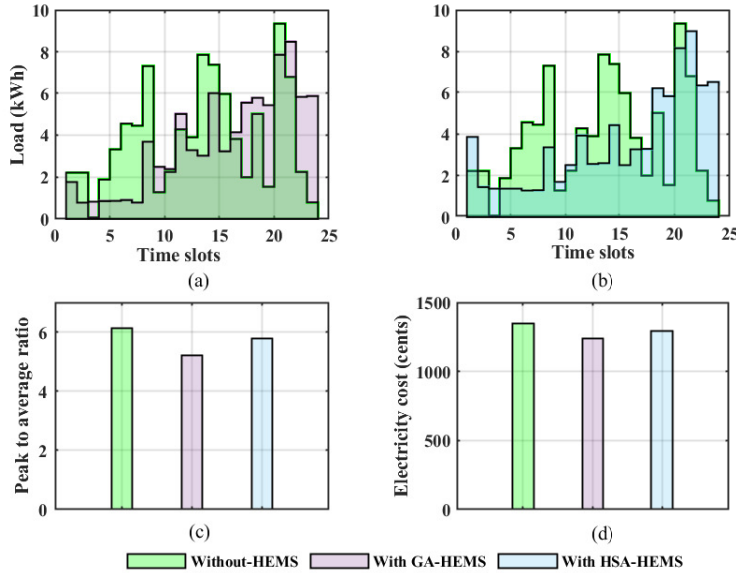 10
8
6
4
2
0
Load (kWh)
0 5 10 15 20 25
Time slots
(a)
10
8
6
4
2
0
0 5 10 15 20 25
Time slots
(b)
6
4
2
0
Peak to average ratio
(c)
1500
1000
500
0
Electricity cost (cents)
(d)
Without-HEMS With GA-HEMS With HSA-HEMS